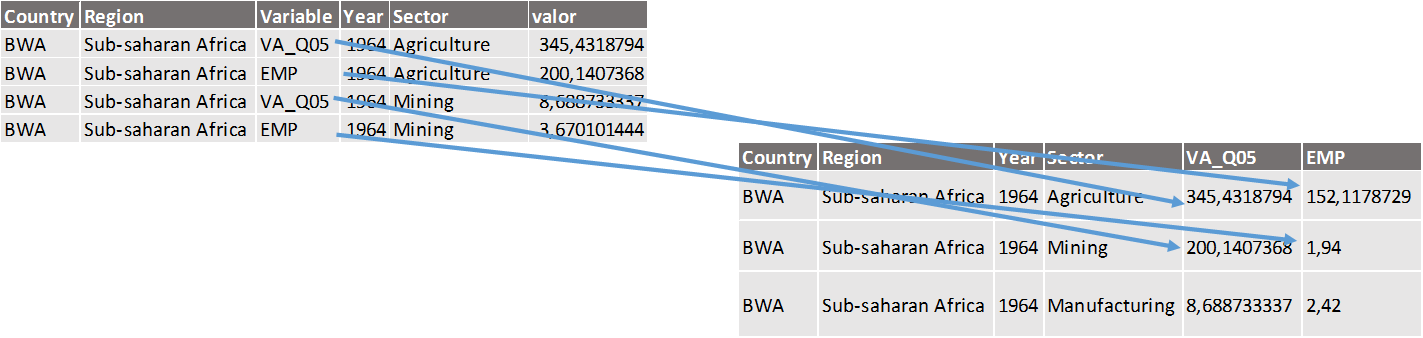 Country Region Variable Year Sector valor
BWA Sub-saharan Africa VA_Q05 1964 Agriculture 345,4318794
BWA Sub-saharan Africa EMP 1964 Agriculture 200,1407368
BWA Sub-saharan Africa VA_Q05 1964 Mining 8,688733337
BWA Sub-saharan Africa EMP 1964 Mining 3,670101444
Country Region Year Sector VA_Q05 EMP
BWA Sub-saharan Africa 1964 Agriculture 345,4318794 152,1178729
BWA Sub-saharan Africa 1964 Mining 200,1407368 1,94
BWA Sub-saharan Africa 1964 Manufacturing 8,688733337 2,42